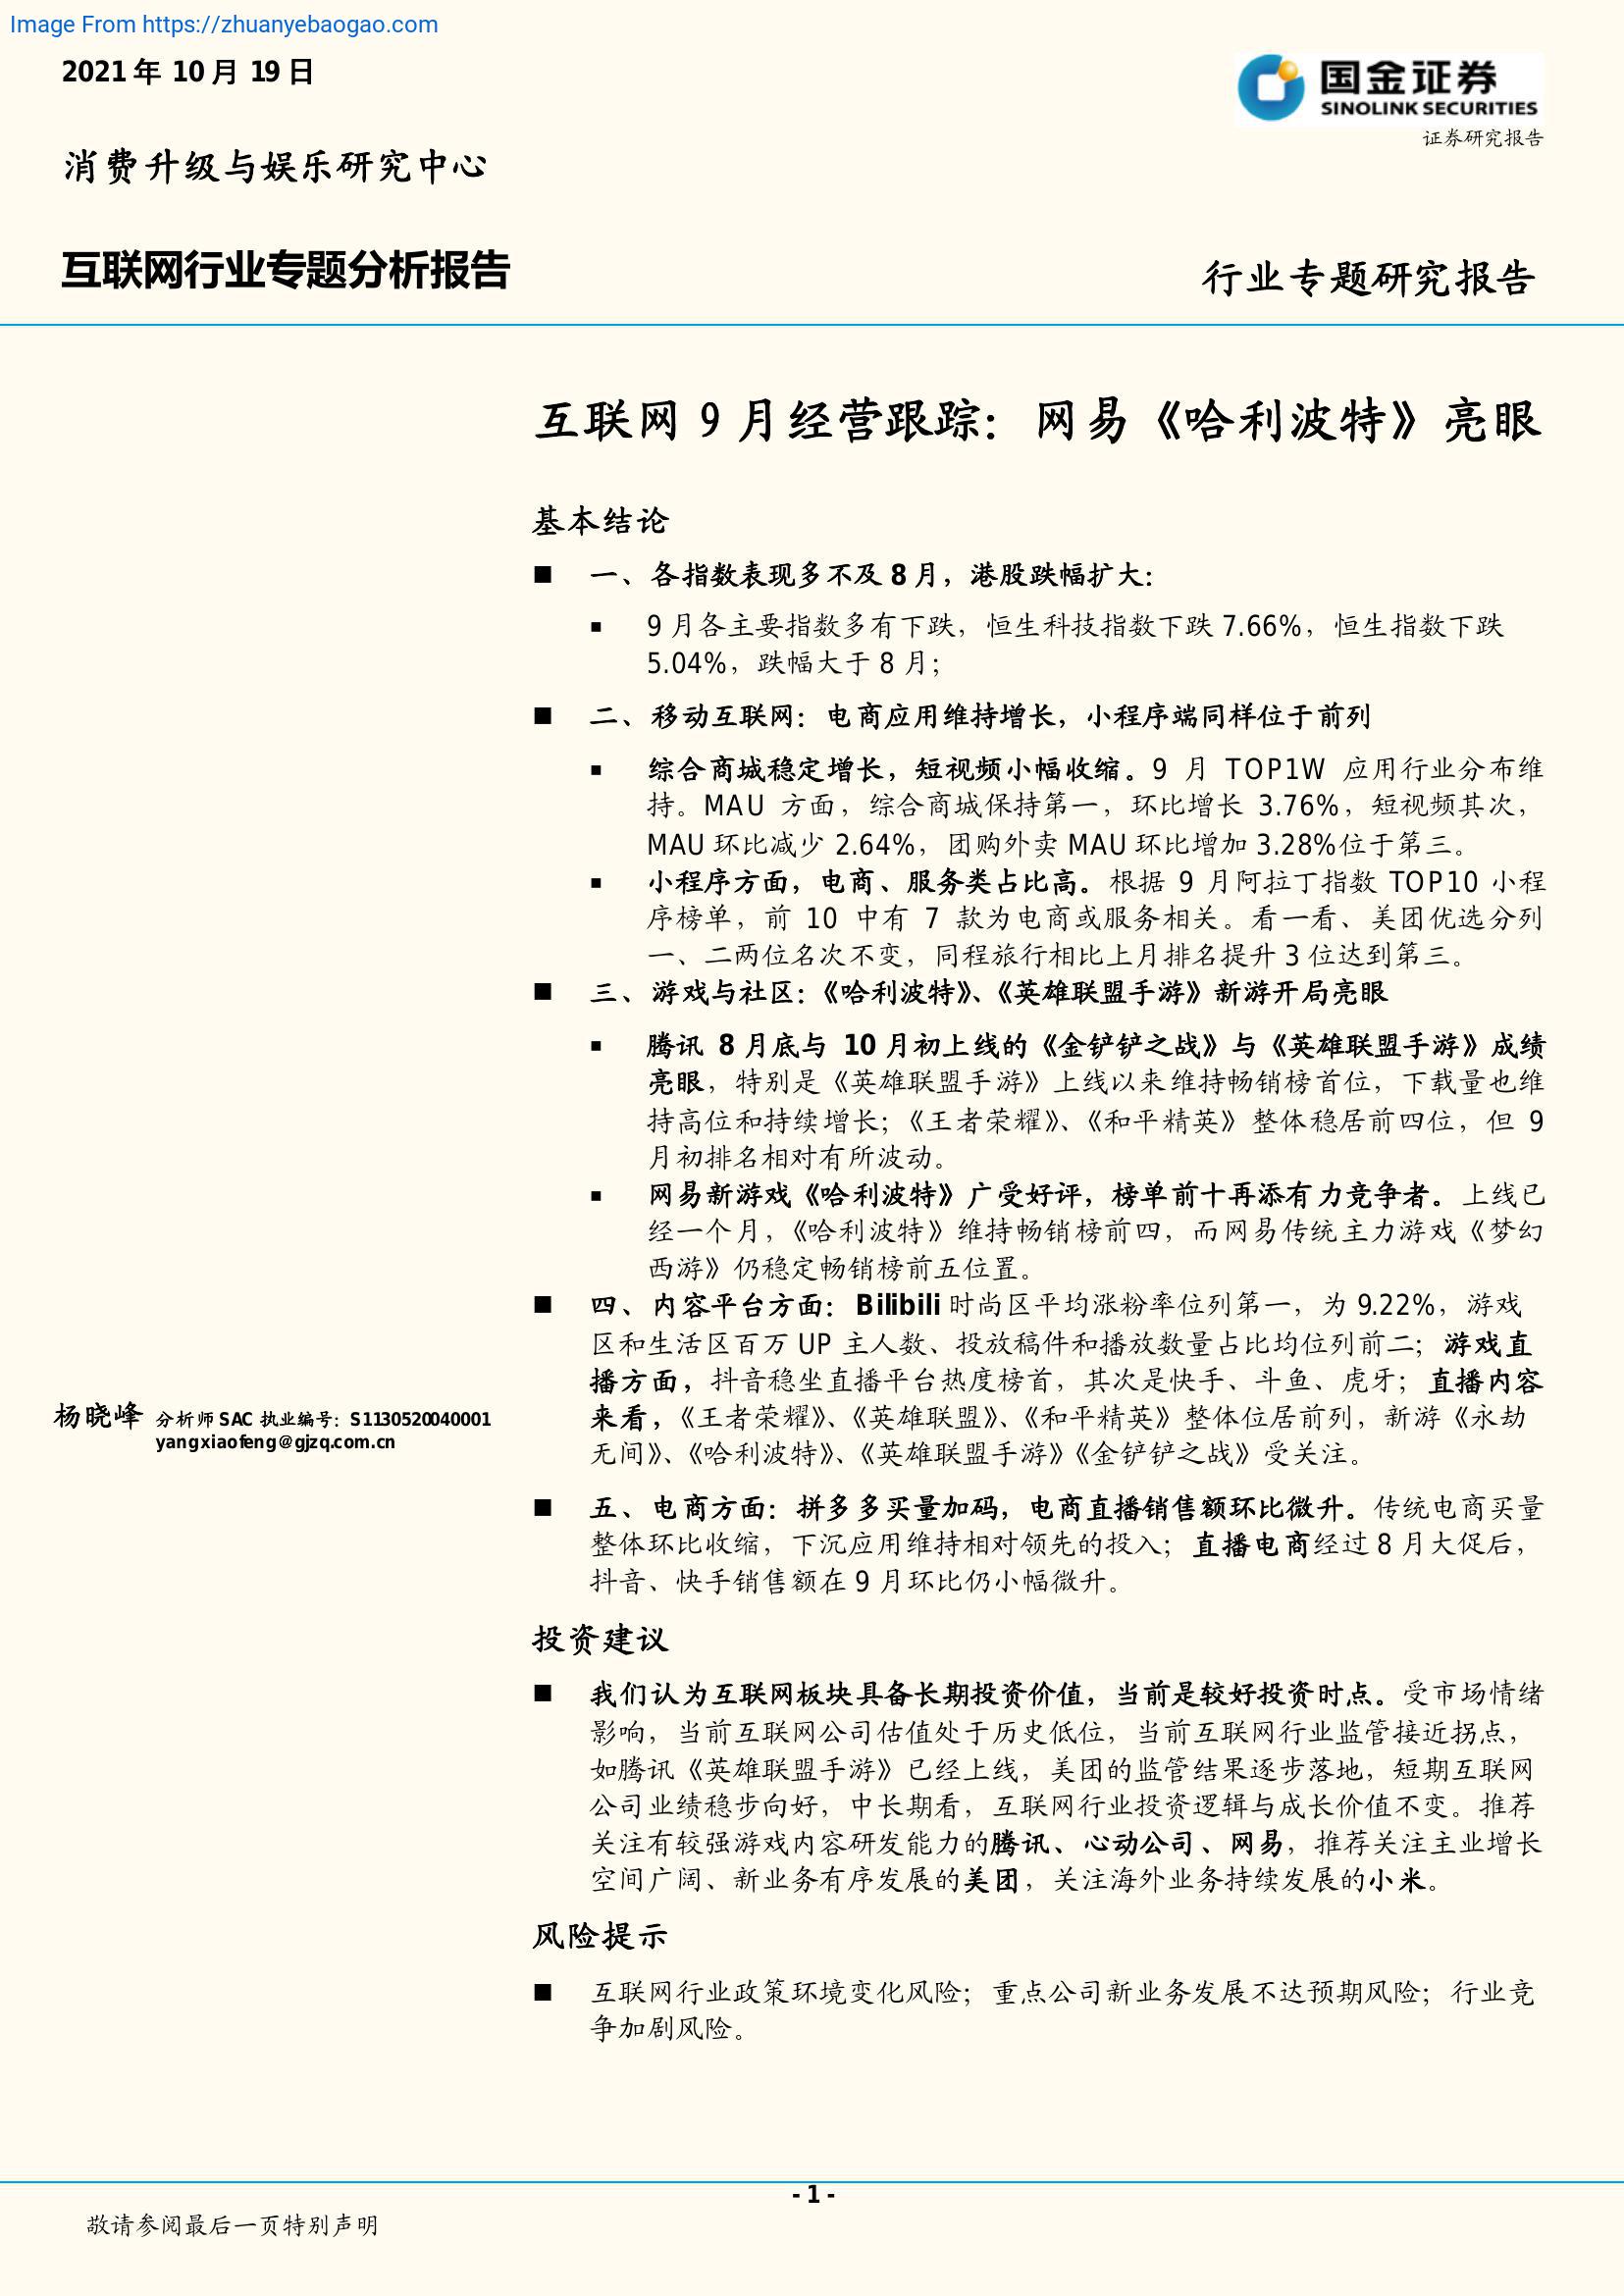 Image From https://zhuanyebaogao.com
2021 年 10 月 19 日
国金证券
SINOLINK SECURITIES
证券研究报告
消费升级与娱乐研究中心
互联网行业专题分析报告
行业专题研究报告
互联网 9 月经营跟踪：网易《哈利波特》亮眼
基本结论
■ 一、各指数表现多不及 8 月，港股跌幅扩大：
▪ 9 月各主要指数多有下跌，恒生科技指数下跌 7.66%，恒生指数下跌
5.04%，跌幅大于 8 月；
■ 二、移动互联网：电商应用维持增长，小程序端同样位于前列
▪ 综合商城稳定增长，短视频小幅收缩。9 月 TOP1W 应用行业分布维
持。MAU 方面，综合商城保持第一，环比增长 3.76%，短视频其次，
MAU 环比减少 2.64%，团购外卖 MAU 环比增加 3.28%位于第三。
▪ 小程序方面，电商、服务类占比高。根据 9 月阿拉丁指数 TOP10 小程
序榜单，前 10 中有 7 款为电商或服务相关。看一看、美团优选分列
一、二两位名次不变，同程旅行相比上月排名提升 3 位达到第三。
■ 三、游戏与社区：《哈利波特》、《英雄联盟手游》新游开局亮眼
▪ 腾讯 8 月底与 10 月初上线的《金铲铲之战》与《英雄联盟手游》成绩
亮眼，特别是《英雄联盟手游》上线以来维持畅销榜首位，下载量也维
持高位和持续增长；《王者荣耀》、《和平精英》整体稳居前四位，但 9
月初排名相对有所波动。
▪ 网易新游戏《哈利波特》广受好评，榜单前十再添有力竞争者。上线已
经一个月，《哈利波特》维持畅销榜前四，而网易传统主力游戏《梦幻
西游》仍稳定畅销榜前五位置。
■ 四、内容平台方面：Bilibili 时尚区平均涨粉率位列第一，为 9.22%，游戏
区和生活区百万 UP 主人数、投放稿件和播放数量占比均位列前二；游戏直
播方面，抖音稳坐直播平台热度榜首，其次是快手、斗鱼、虎牙；直播内容
来看，《王者荣耀》、《英雄联盟》、《和平精英》整体位居前列，新游《永劫
无间》、《哈利波特》、《英雄联盟手游》《金铲铲之战》受关注。
杨晓峰 分析师 SAC 执业编号：S1130520040001
yangxiaofeng@gjzq.com.cn
■ 五、电商方面：拼多多买量加码，电商直播销售额环比微升。传统电商买量
整体环比收缩，下沉应用维持相对领先的投入；直播电商经过 8 月大促后，
抖音、快手销售额在 9 月环比仍小幅微升。
投资建议
■ 我们认为互联网板块具备长期投资价值，当前是较好投资时点。受市场情绪
影响，当前互联网公司估值处于历史低位，当前互联网行业监管接近拐点，
如腾讯《英雄联盟手游》已经上线，美团的监管结果逐步落地，短期互联网
公司业绩稳步向好，中长期看，互联网行业投资逻辑与成长价值不变。推荐
关注有较强游戏内容研发能力的腾讯、心动公司、网易，推荐关注主业增长
空间广阔、新业务有序发展的美团，关注海外业务持续发展的小米。
风险提示
■ 互联网行业政策环境变化风险；重点公司新业务发展不达预期风险；行业竞
争加剧风险。
- 1 -
敬请参阅最后一页特别声明